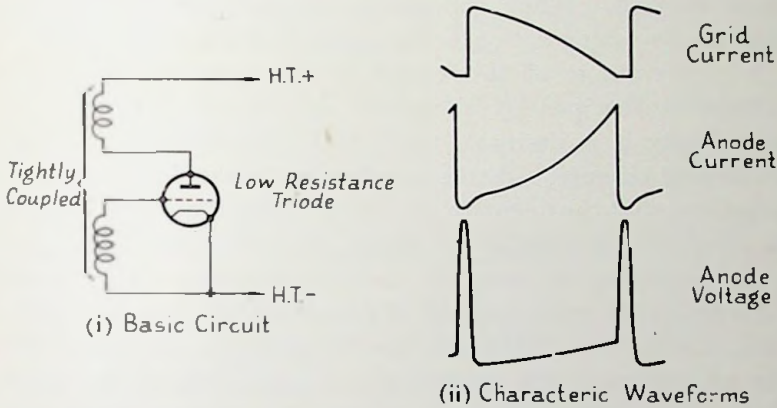 H.T.+
Tightly
Coupled
Low Resistance
Triode
H.T.-
(i) Basic Circuit
Grid
Current
Anode
Current
Anode
Voltage
(ii) Characteric Waveforms